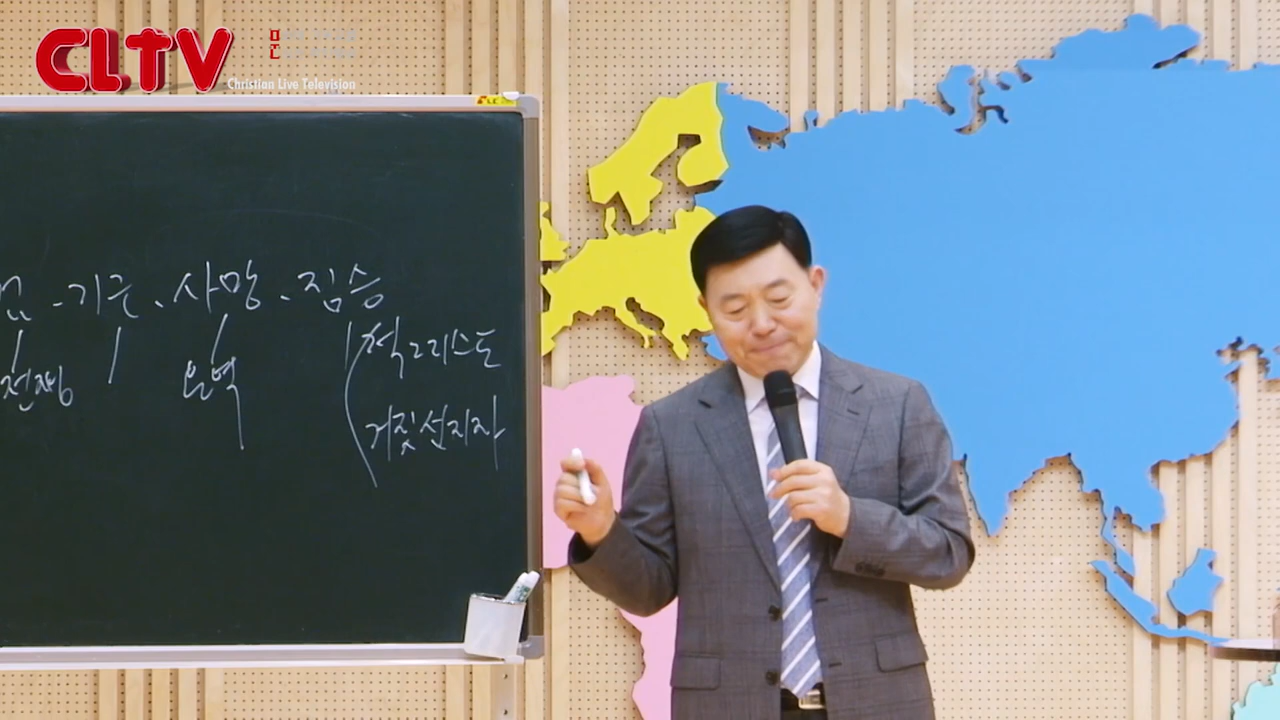 CLTV
Christian Live Television
검 · 기근 · 사망 · 짐승
전쟁
온역
적그리스도
거짓선지자